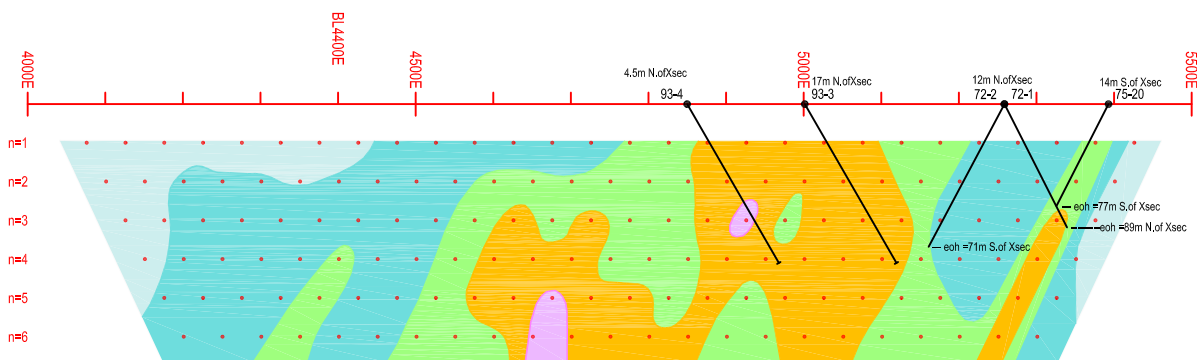 4000E
BL4400E
4500E
5000E
5500E
4.5m N.ofXsec
93-4
17m N.ofXsec
93-3
12m N.ofXsec
72-2 72-1
14m S.of Xsec
75-20
n=1
n=2
n=3
n=4
n=5
n=6
eoh =77m S.of Xsec
eoh =89m N.of Xsec
eoh =71m S.of Xsec